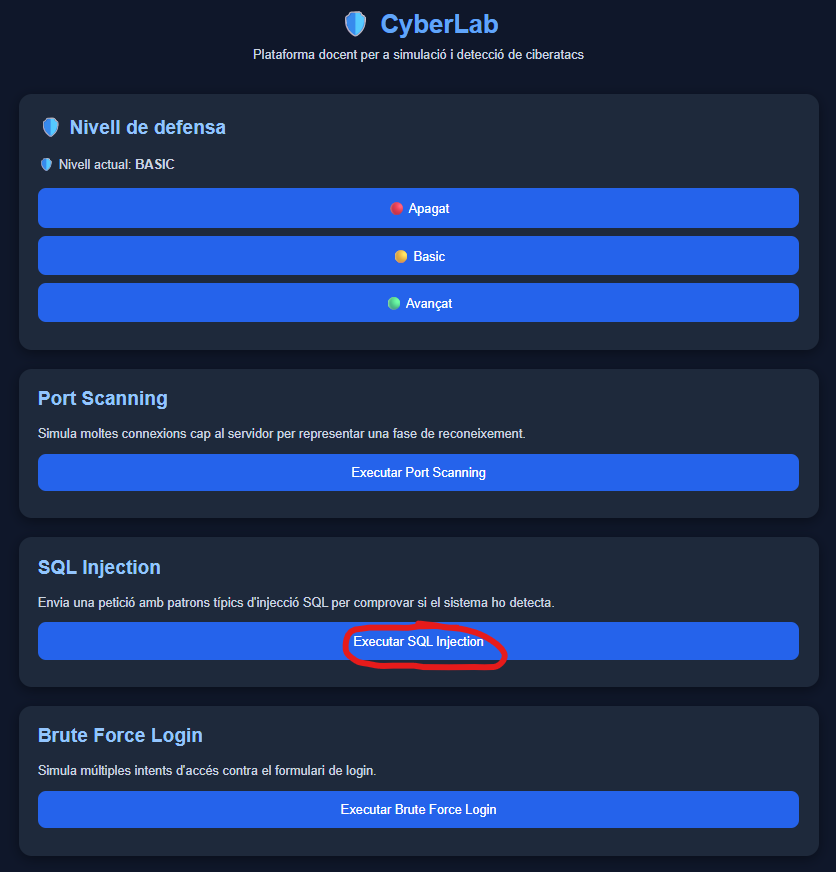 CyberLab
Plataforma docent per a simulació i detecció de ciberatacs
Nivell de defensa
Nivell actual: BASIC
Apagat
Basic
Avançat
Port Scanning
Simula moltes connexions cap al servidor per representar una fase de reconeixement.
Executar Port Scanning
SQL Injection
Envia una petició amb patrons típics d'injecció SQL per comprovar si el sistema ho detecta.
Executar SQL Injection
Brute Force Login
Simula múltiples intents d'accés contra el formulari de login.
Executar Brute Force Login